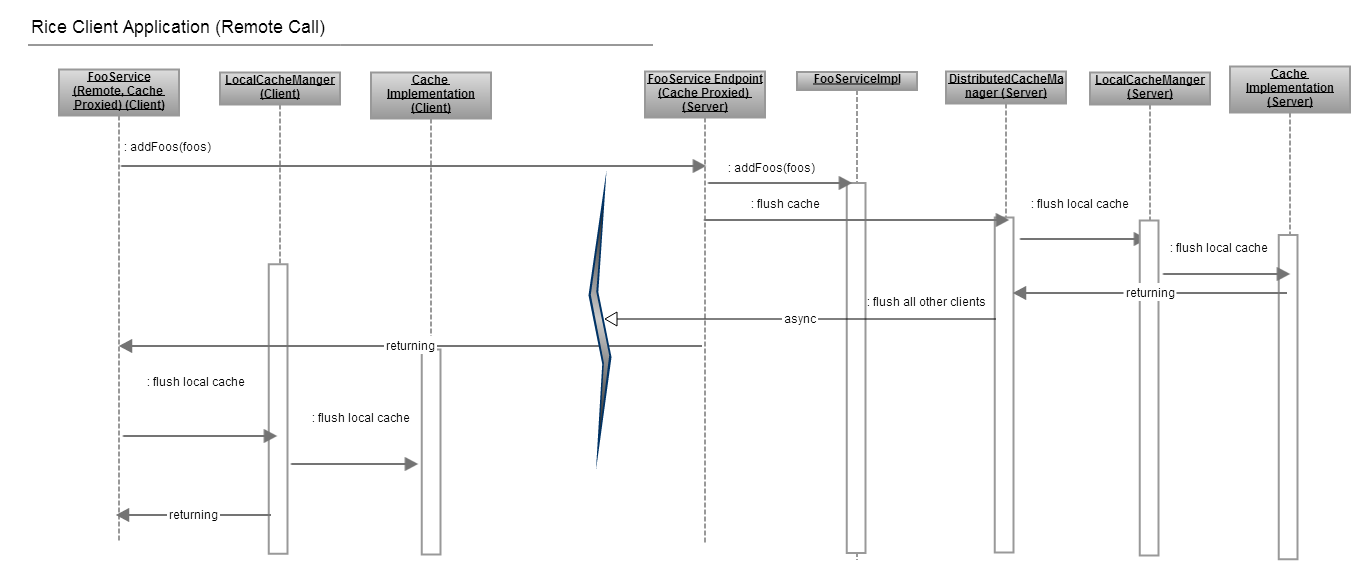 Rice Client Application (Remote Call)
FooService
(Remote, Cache
Proxied) (Client)
LocalCacheManger
(Client)
Cache
Implementation
(Client)
FooService Endpoint
(Cache Proxied)
(Server)
FooServiceImpl
DistributedCacheMa
nager (Server)
LocalCacheManger
(Server)
Cache
Implementation
(Server)
: addFoos(foos)
: addFoos(foos)
: flush cache
: flush local cache
: flush local cache
returning
: flush all other clients
async
returning
: flush local cache
: flush local cache
returning